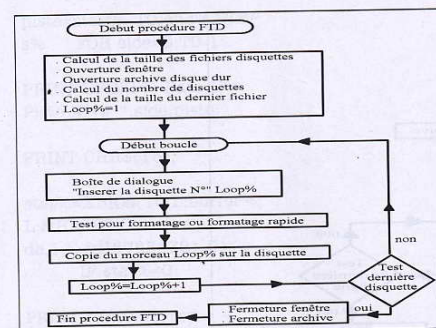 Debut procédure FTD
. Calcul de la taille des fichiers disquettes
. Ouverture fenêtre
. Ouverture archive disque dur
. Calcul du nombre de disquettes
. Calcul de la taille du dernier fichier
. Loop%=1
Début boucle
Boîte de dialogue
"Inserer la disquette N°" Loop%
Test pour formatage ou formatage rapide
Copie du morceau Loop% sur la disquette
Loop%=Loop%+1
non
Test
dernière
disquette
oui
. Fermeture fenêtre
. Fermeture archive
Fin procedure FTD